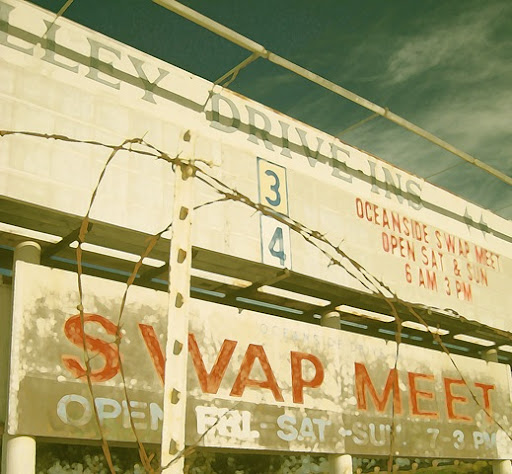 LLEY DRIVE-INS
3
4
OCEANSIDE SWAP MEET
OPEN SAT & SUN
6 AM 3 PM
OCEANSIDE
SWAP MEET
OPEN FRI-SAT-SUN 7-3 PM